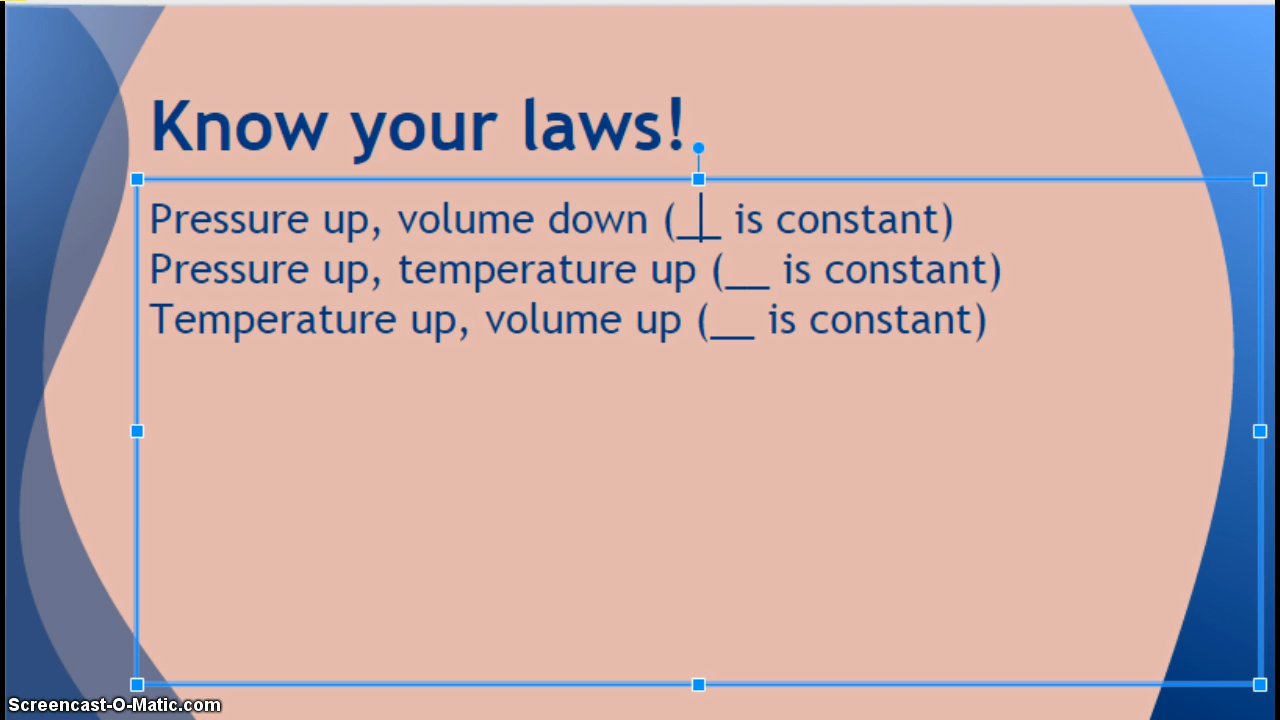 Know your laws!
Pressure up, volume down (__ is constant)
Pressure up, temperature up (__ is constant)
Temperature up, volume up (__ is constant)
Screencast-O-Matic.com